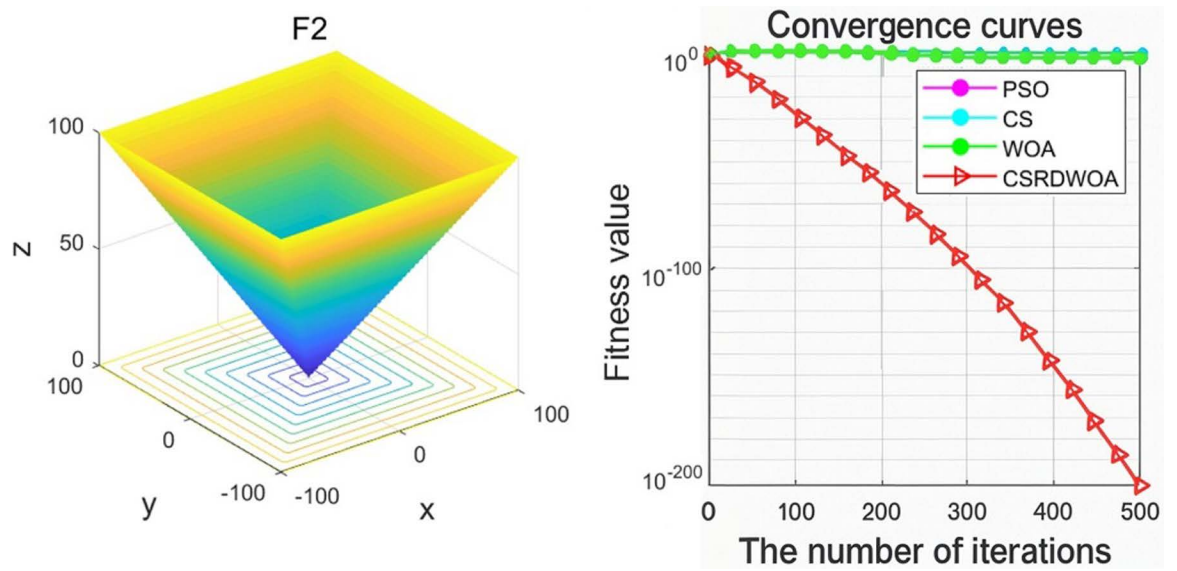 F2
100
50
0
z
100
0
-100
y
-100
0
100
x
Convergence curves
10^0
10^-100
10^-200
Fitness value
PSO
CS
WOA
CSRDWOA
0 100 200 300 400 500
The number of iterations